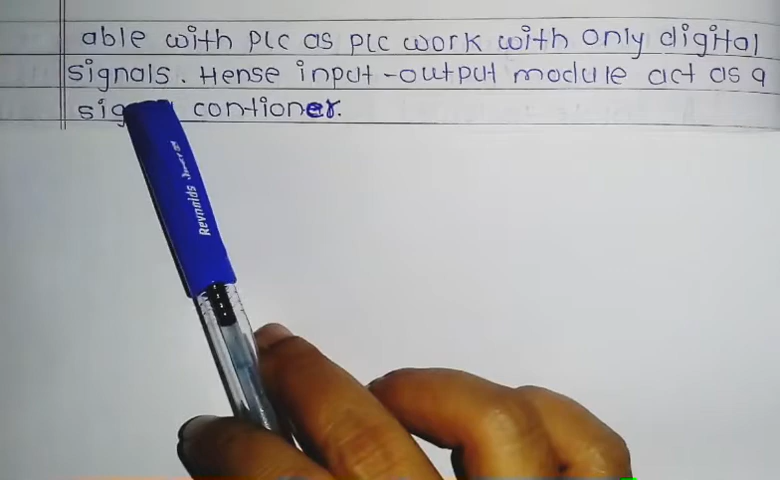 able with PLC as PLC work with only digital
signals. Hense input-output module act as a
contioner.
Reynolds